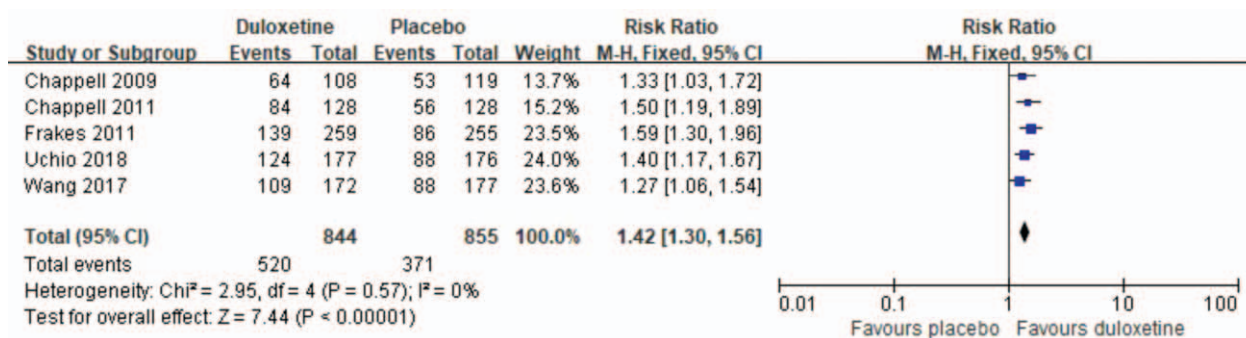 Duloxetine Placebo Risk Ratio Risk Ratio
Study or Subgroup Events Total Events Total Weight M-H, Fixed, 95% CI M-H, Fixed, 95% CI
Chappell 2009 64 108 53 119 13.7% 1.33 [1.03, 1.72]
Chappell 2011 84 128 56 128 15.2% 1.50 [1.19, 1.89]
Frakes 2011 139 259 86 255 23.5% 1.59 [1.30, 1.96]
Uchio 2018 124 177 88 176 24.0% 1.40 [1.17, 1.67]
Wang 2017 109 172 88 177 23.6% 1.27 [1.06, 1.54]
Total (95% CI) 844 855 100.0% 1.42 [1.30, 1.56]
Total events 520 371
Heterogeneity: Chi² = 2.95, df = 4 (P = 0.57); I² = 0%
Test for overall effect: Z = 7.44 (P < 0.00001)
0.01 0.1 1 10 100
Favours placebo Favours duloxetine